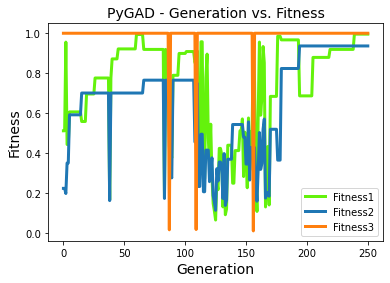 PyGAD - Generation vs. Fitness
1.0
0.8
0.6
0.4
0.2
0.0
Fitness
Fitness1
Fitness2
Fitness3
0 50 100 150 200 250
Generation